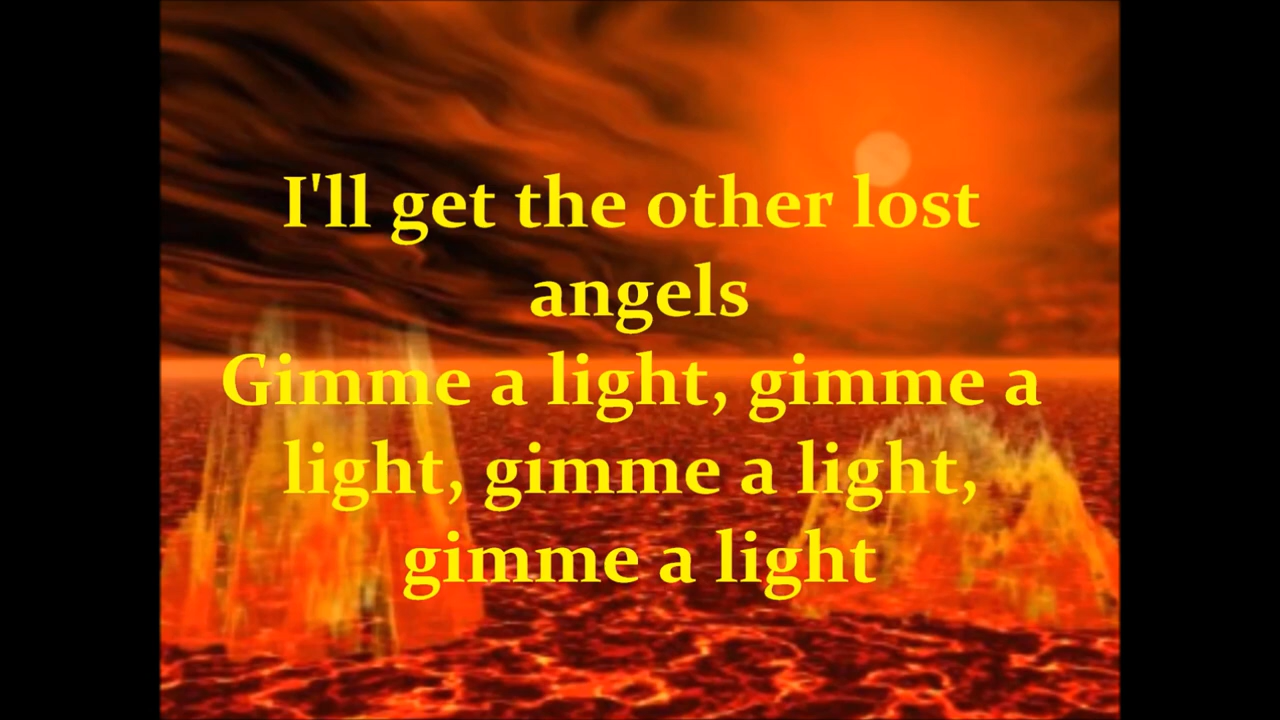 I'll get the other lost
angels
Gimme a light, gimme a
light, gimme a light,
gimme a light